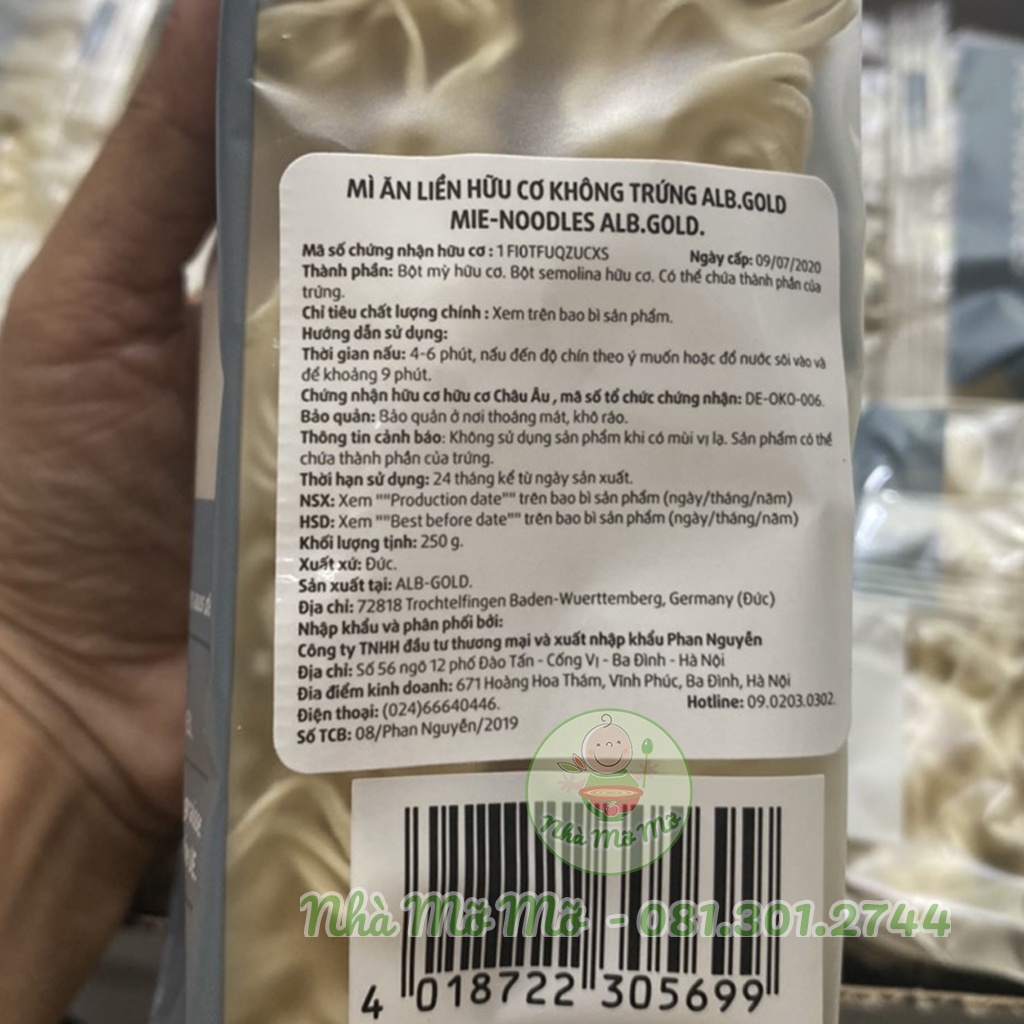 MÌ ĂN LIỀN HỮU CƠ KHÔNG TRỨNG ALB.GOLD
MIE-NOODLES ALB.GOLD.
Mã số chứng nhận hữu cơ : 1 FI0TFUQZUCXS Ngày cấp: 09/07/2020
Thành phần: Bột mỳ hữu cơ. Bột semolina hữu cơ. Có thể chứa thành phần của
trứng.
Chỉ tiêu chất lượng chính : Xem trên bao bì sản phẩm.
Hướng dẫn sử dụng:
Thời gian nấu: 4-6 phút, nấu đến độ chín theo ý muốn hoặc đổ nước sôi vào và
để khoảng 9 phút.
Chứng nhận hữu cơ hữu cơ Châu Âu , mã số tổ chức chứng nhận: DE-OKO-006.
Bảo quản: Bảo quản ở nơi thoáng mát, khô ráo.
Thông tin cảnh báo: Không sử dụng sản phẩm khi có mùi vị lạ. Sản phẩm có thể
chứa thành phần của trứng.
Thời hạn sử dụng: 24 tháng kể từ ngày sản xuất.
NSX: Xem ""Production date"" trên bao bì sản phẩm (ngày/tháng/năm)
HSD: Xem ""Best before date"" trên bao bì sản phẩm (ngày/tháng/năm)
Khối lượng tịnh: 250 g.
Xuất xứ: Đức.
Sản xuất tại: ALB-GOLD.
Địa chỉ: 72818 Trochtelfingen Baden-Wuerttemberg, Germany (Đức)
Nhập khẩu và phân phối bởi:
Công ty TNHH đầu tư thương mại và xuất nhập khẩu Phan Nguyễn
Địa chỉ: Số 56 ngõ 12 phố Đào Tấn - Cống Vị - Ba Đình - Hà Nội
Đia điểm kinh doanh: 671 Hoàng Hoa Thám, Vĩnh Phúc, Ba Đình, Hà Nội
Điện thoại: (024)66640446. Hotline: 09.0203.0302.
Số TCB: 08/Phan Nguyễn/2019
Nhà Mỡ Mỡ
Nhà Mỡ Mỡ - 081.301.2744
4 018722 305699